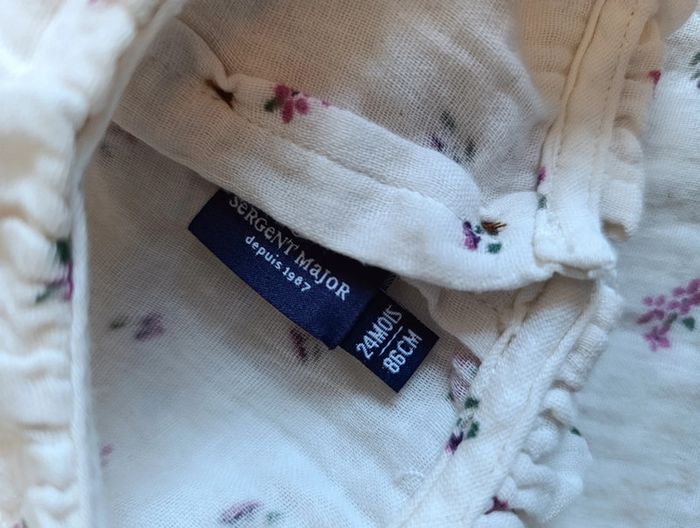 SeRGeNT MaJoR
depuis 1987
24MOIS
86CM